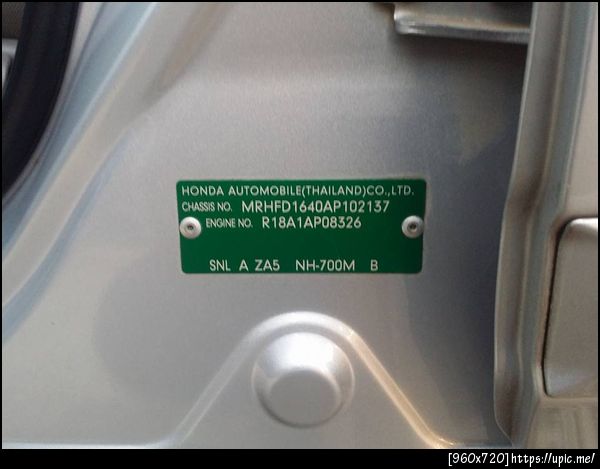 HONDA AUTOMOBILE(THAILAND)CO.,LTD.
CHASSIS NO. MRHFD1640AP102137
ENGINE NO. R18A1AP08326
SNL A ZA5 NH-700M B
[960x720]https://upic.me/